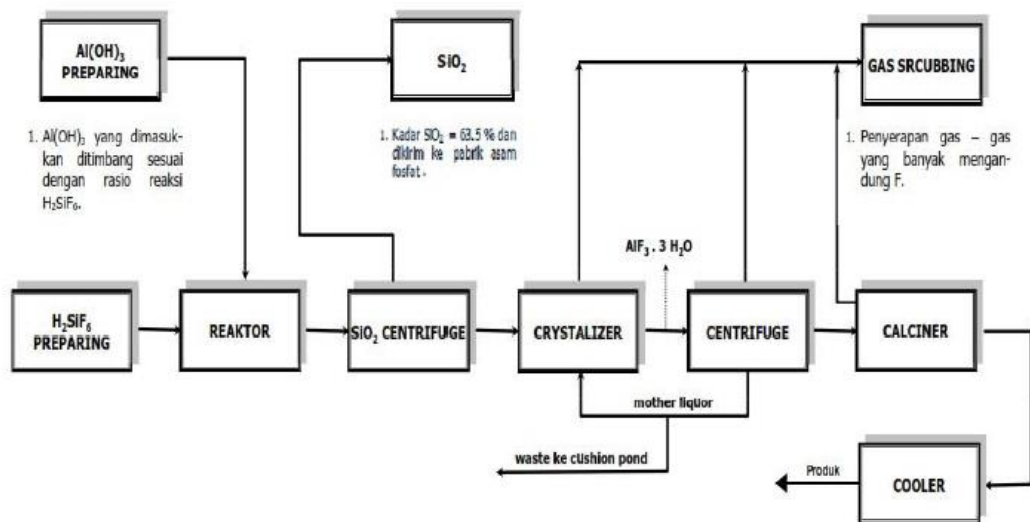 Al(OH)₃
PREPARING
SiO₂
GAS SRCUBBING
1. Al(OH)₃ yang dimasuk-
kan ditimbang sesuai
dengan rasio reaksi
H₂SiF₆.
1. Kadar SiO₂ = 63.5 % dan
dikirim ke pabrik asam
fosfat.
1. Penyerapan gas – gas
yang banyak mengan-
dung F.
AlF₃ . 3 H₂O
H₂SiF₆
PREPARING
REAKTOR
SiO₂ CENTRIFUGE
CRYSTALIZER
CENTRIFUGE
CALCINER
mother liquor
waste ke cushion pond
Produk
COOLER